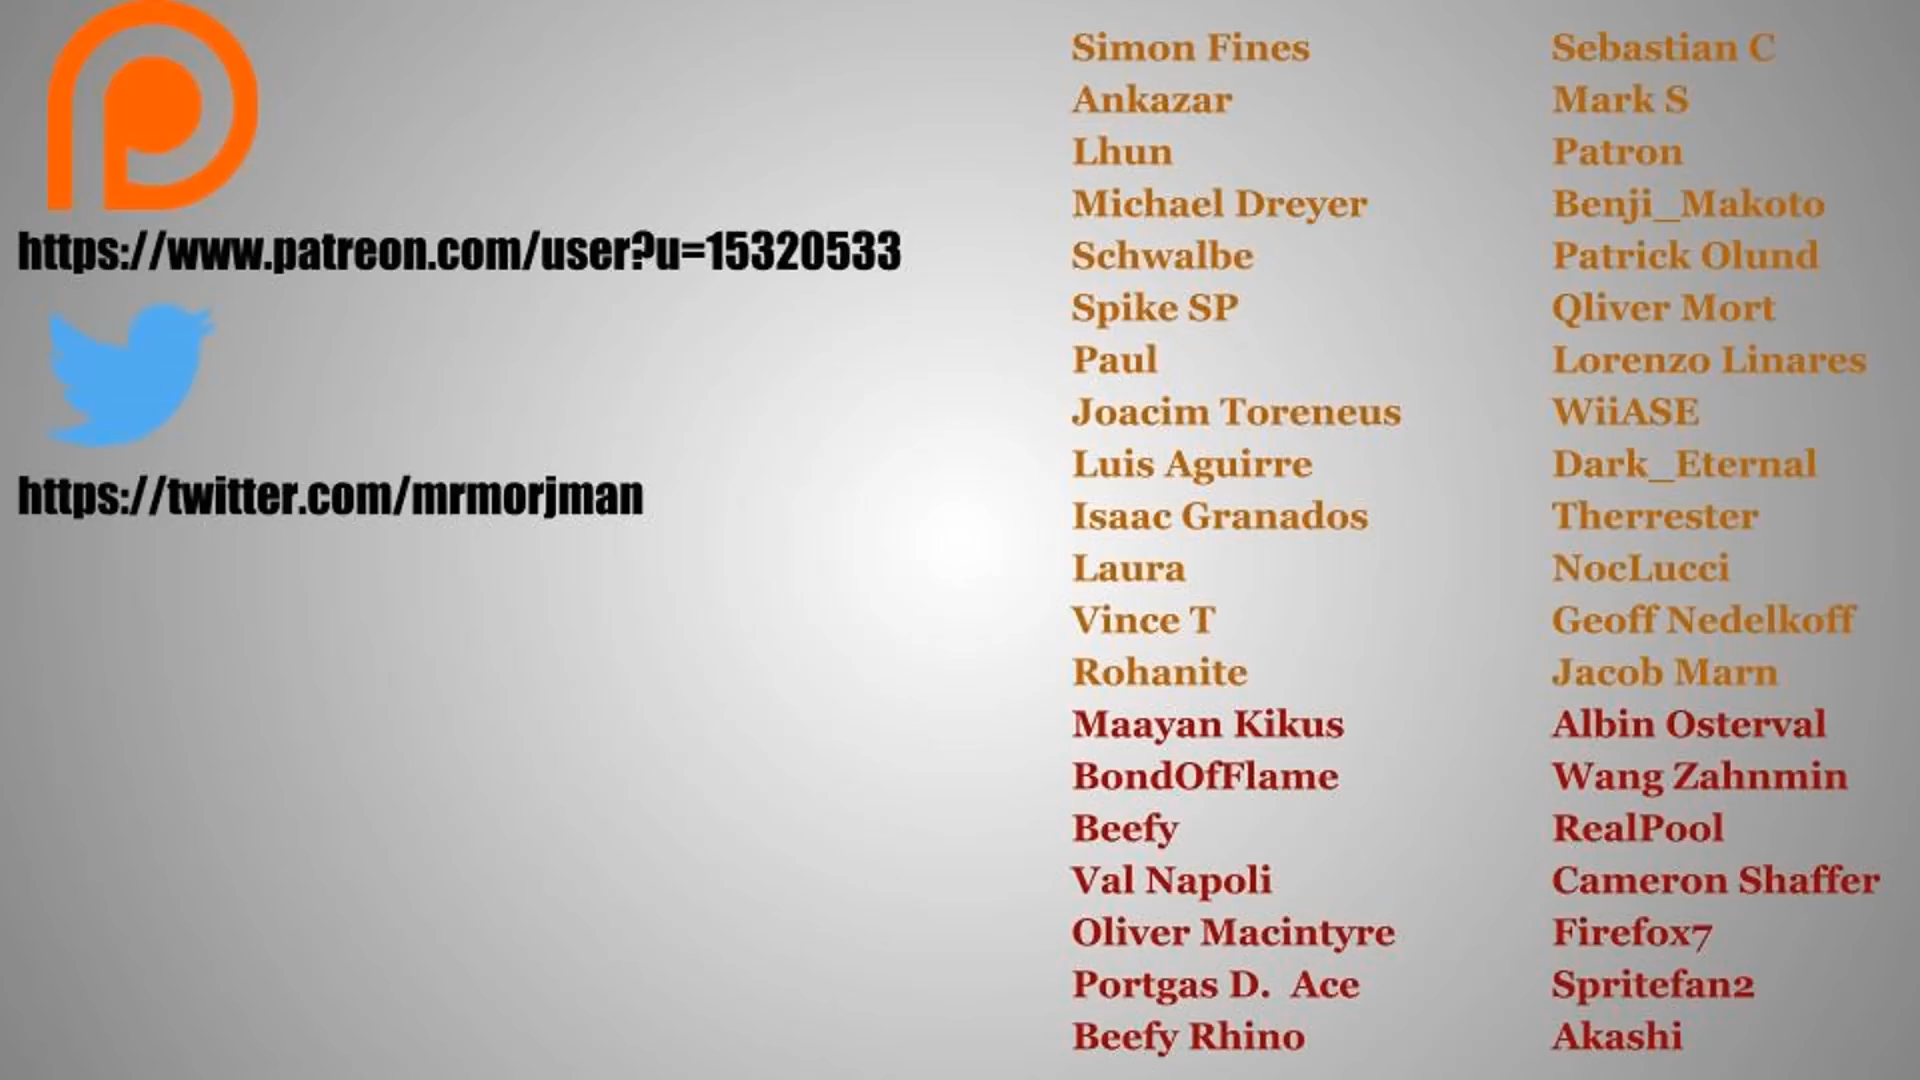 https://www.patreon.com/user?u=15320533
https://twitter.com/mrmorjman
Simon Fines
Ankazar
Lhun
Michael Dreyer
Schwalbe
Spike SP
Paul
Joacim Toreneus
Luis Aguirre
Isaac Granados
Laura
Vince T
Rohanite
Maayan Kikus
BondOfFlame
Beefy
Val Napoli
Oliver Macintyre
Portgas D.  Ace
Beefy Rhino
Sebastian C
Mark S
Patron
Benji_Makoto
Patrick Olund
Qliver Mort
Lorenzo Linares
WiiASE
Dark_Eternal
Therrester
NocLucci
Geoff Nedelkoff
Jacob Marn
Albin Osterval
Wang Zahnmin
RealPool
Cameron Shaffer
Firefox7
Spritefan2
Akashi